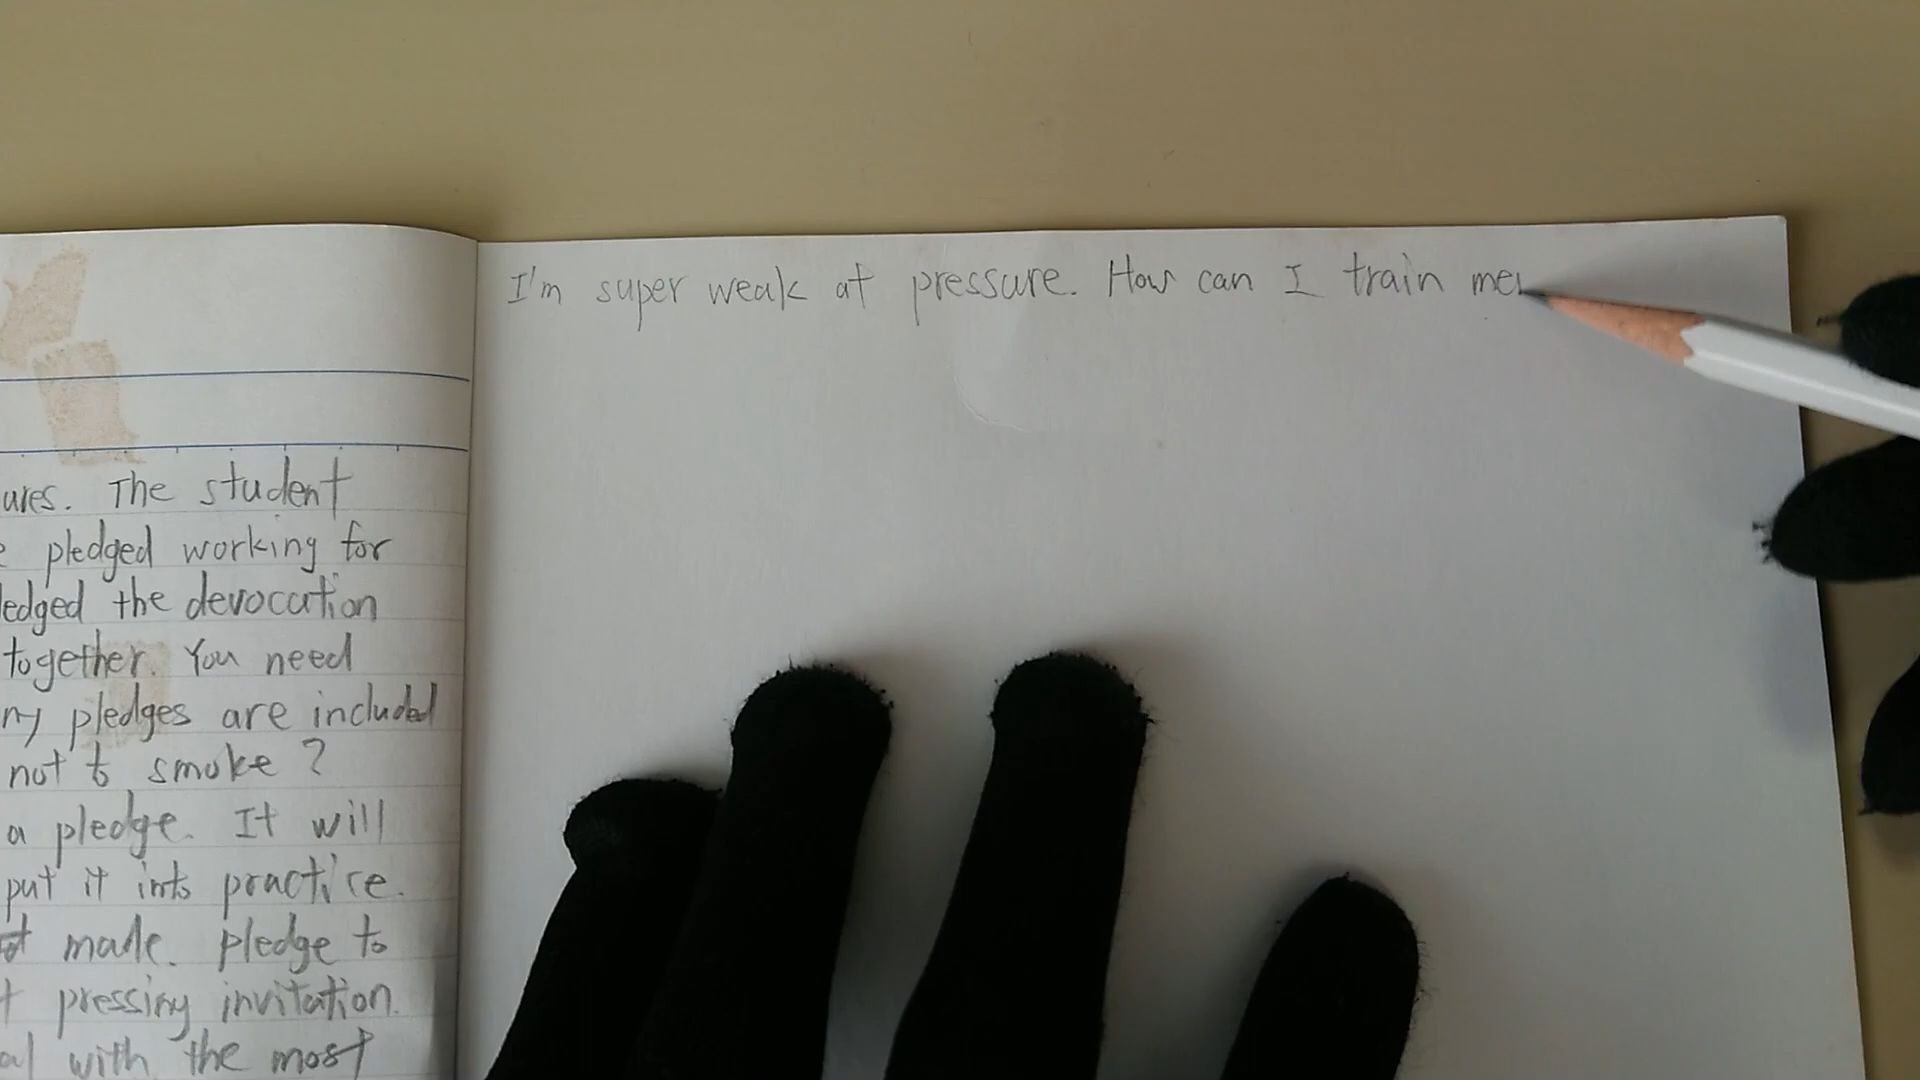 I'm super weak at pressure. How can I train
ures. The student
pledged working for
ledged the devocation
together. You need
ny pledges are included
not to smoke?
a pledge. It will
put it into practice.
made. pledge to
pressing invitation.
with the most